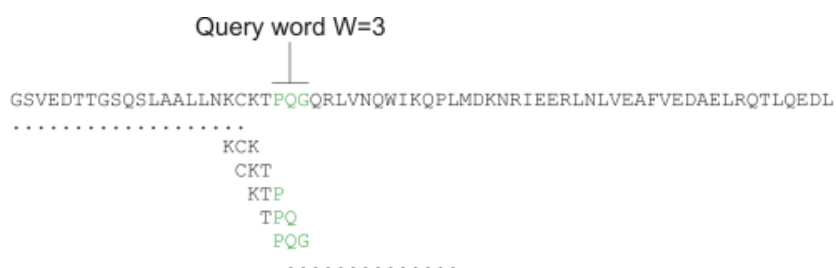 Query word W=3
GSVEDTTGSQSLAALLNKCKTPQGQRLVNQWIKQPLMDKNRIEERLNLVEAFVEDAELRQTLQEDL
...................
KCK
CKT
KTP
TPQ
PQG
..............